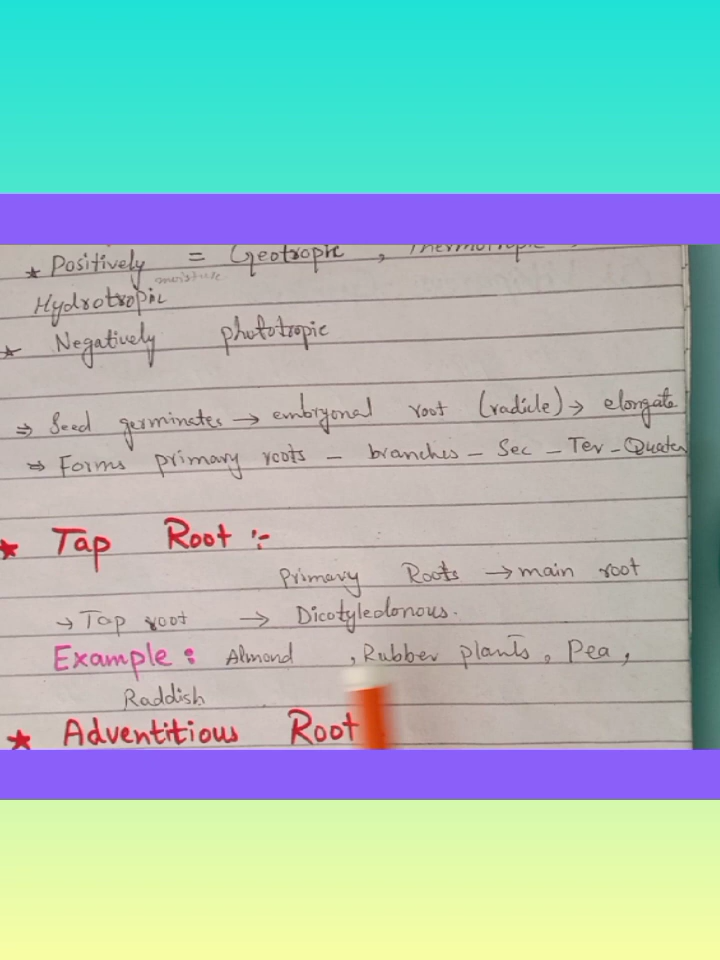 ★ Positively = Geotropic , Thermotropic
Hydrotropic
★ Negatively phototropic
⇒ Seed germinates → embryonal root (radicle) → elongate
⇒ Forms primary roots - branches - Sec - Ter - Quater
★ Tap Root :-
Primary Roots → main root
→ Tap root → Dicotyledonous.
Example : Almond , Rubber plants, Pea,
Raddish
★ Adventitious Root